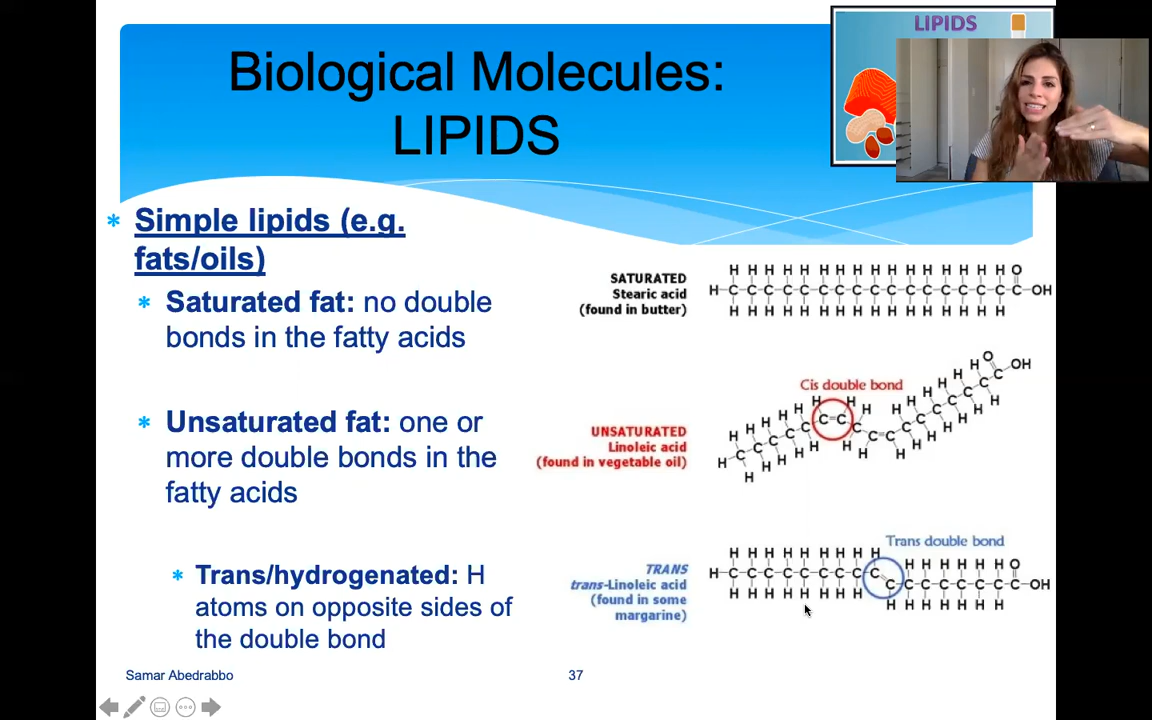 LIPIDS
Biological Molecules:
LIPIDS
* Simple lipids (e.g.
fats/oils)
* Saturated fat: no double
bonds in the fatty acids
* Unsaturated fat: one or
more double bonds in the
fatty acids
* Trans/hydrogenated: H
atoms on opposite sides of
the double bond
SATURATED
Stearic acid
(found in butter)
H H H H H H H H H H H H H H H H O
H-C-C-C-C-C-C-C-C-C-C-C-C-C-C-C-C-C-OH
H H H H H H H H H H H H H H H H
Cis double bond
UNSATURATED
Linoleic acid
(found in vegetable oil)
Trans double bond
TRANS
trans-Linoleic acid
(found in some
margarine)
Samar Abedrabbo
37